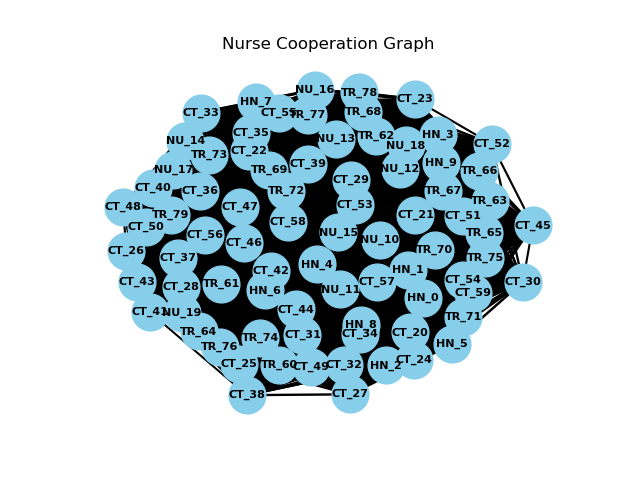 Nurse Cooperation Graph
NU_16
TR_78
CT_23
HN_7
CT_33
CT_55
TR_77
TR_68
CT_35
HN_3
TR_62
NU_13
NU_14
CT_52
NU_18
CT_22
TR_73
HN_9
CT_39
NU_17
TR_69
NU_12
TR_66
CT_29
CT_40
CT_36
TR_72
TR_67
TR_63
CT_48
CT_47
CT_53
TR_79
CT_21
CT_51
CT_58
CT_50
CT_45
CT_56
NU_15
TR_65
CT_46
NU_10
CT_26
TR_70
CT_37
TR_75
HN_4
CT_42
HN_1
CT_43
TR_61
CT_57
CT_54
CT_30
CT_28
HN_6
NU_11
CT_59
HN_0
CT_44
CT_41
NU_19
TR_71
HN_8
TR_64
CT_31
CT_34
CT_20
TR_74
HN_5
TR_76
CT_24
CT_25
TR_60
CT_49
CT_32
HN_2
CT_38
CT_27